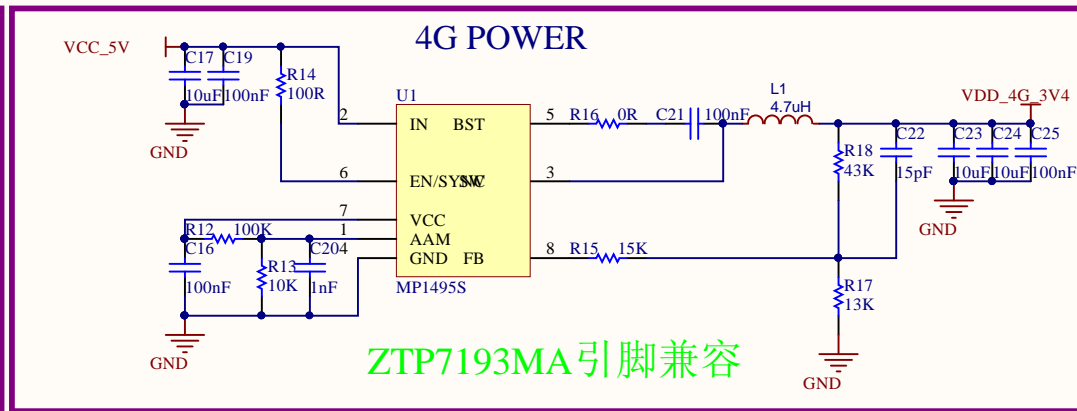 4G POWER
VCC_5V
C17
C19
10uF
100nF
R14
100R
GND
U1
2
IN
BST
5
R16
0R
C21
100nF
L1
4.7uH
VDD_4G_3V4
6
EN/SYNC
SW
3
R18
43K
C22
15pF
C23
10uF
C24
10uF
C25
100nF
GND
7
VCC
R12
100K
1
AAM
C20
4
GND
FB
8
R15
15K
C16
100nF
R13
10K
1nF
MP1495S
R17
13K
GND
GND
ZTP7193MA引脚兼容